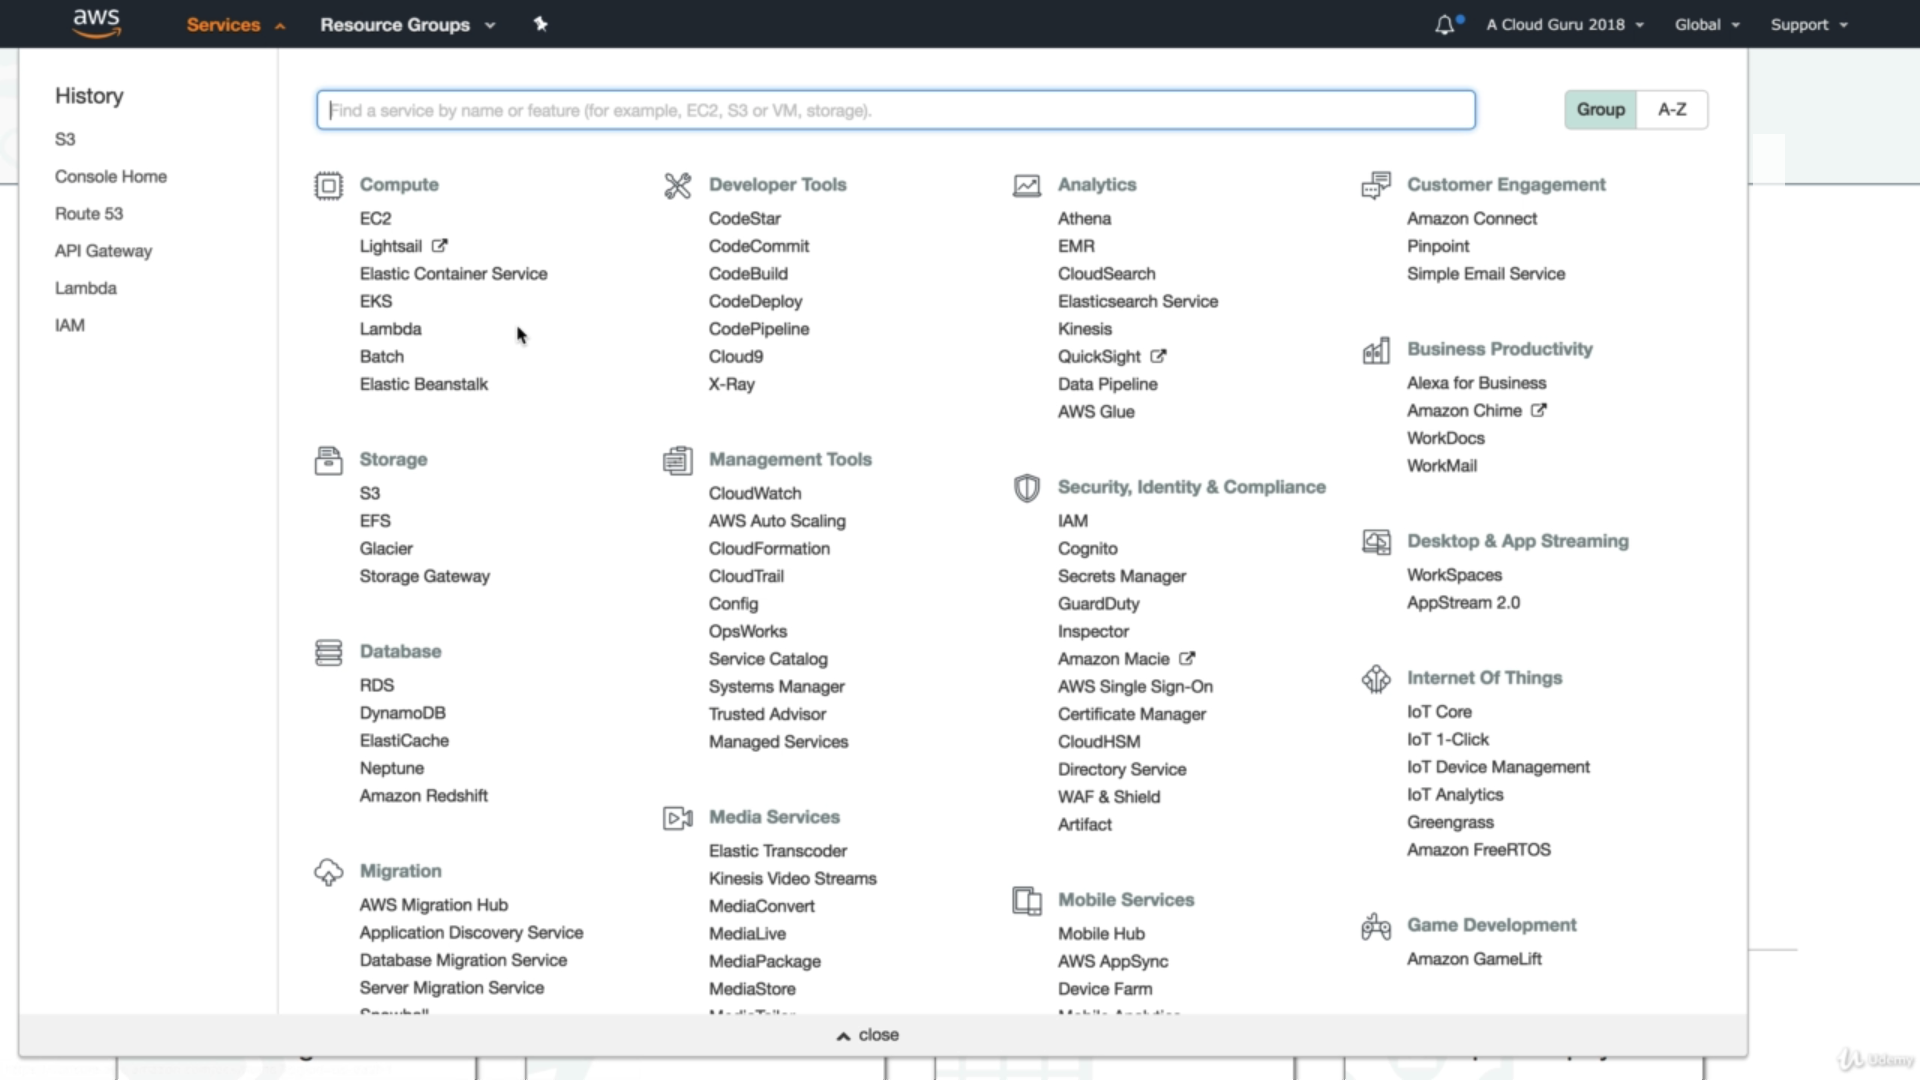 aws
Services
Resource Groups
A Cloud Guru 2018
Global
Support
History
S3
Console Home
Route 53
API Gateway
Lambda
IAM
Find a service by name or feature (for example, EC2, S3 or VM, storage).
Group
A-Z
Compute
EC2
Lightsail
Elastic Container Service
EKS
Lambda
Batch
Elastic Beanstalk
Storage
S3
EFS
Glacier
Storage Gateway
Database
RDS
DynamoDB
ElastiCache
Neptune
Amazon Redshift
Migration
AWS Migration Hub
Application Discovery Service
Database Migration Service
Server Migration Service
Snowball
Developer Tools
CodeStar
CodeCommit
CodeBuild
CodeDeploy
CodePipeline
Cloud9
X-Ray
Management Tools
CloudWatch
AWS Auto Scaling
CloudFormation
CloudTrail
Config
OpsWorks
Service Catalog
Systems Manager
Trusted Advisor
Managed Services
Media Services
Elastic Transcoder
Kinesis Video Streams
MediaConvert
MediaLive
MediaPackage
MediaStore
MediaTailor
Analytics
Athena
EMR
CloudSearch
Elasticsearch Service
Kinesis
QuickSight
Data Pipeline
AWS Glue
Security, Identity & Compliance
IAM
Cognito
Secrets Manager
GuardDuty
Inspector
Amazon Macie
AWS Single Sign-On
Certificate Manager
CloudHSM
Directory Service
WAF & Shield
Artifact
Mobile Services
Mobile Hub
AWS AppSync
Device Farm
Mobile Analytics
Customer Engagement
Amazon Connect
Pinpoint
Simple Email Service
Business Productivity
Alexa for Business
Amazon Chime
WorkDocs
WorkMail
Desktop & App Streaming
WorkSpaces
AppStream 2.0
Internet Of Things
IoT Core
IoT 1-Click
IoT Device Management
IoT Analytics
Greengrass
Amazon FreeRTOS
Game Development
Amazon GameLift
close
Udemy